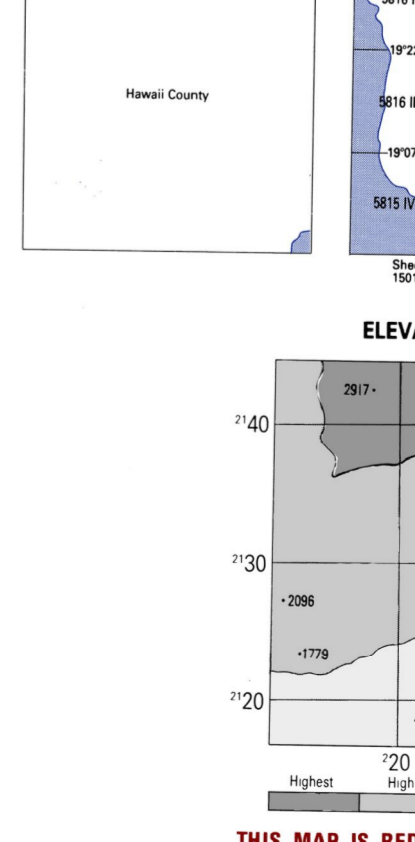 19°22
Hawaii County
5816 II
19°07
5815 IV
She
1501
ELEVA
2917
2140
2130
2096
1779
2120
220
Highest
High
THIS MAP IS RED